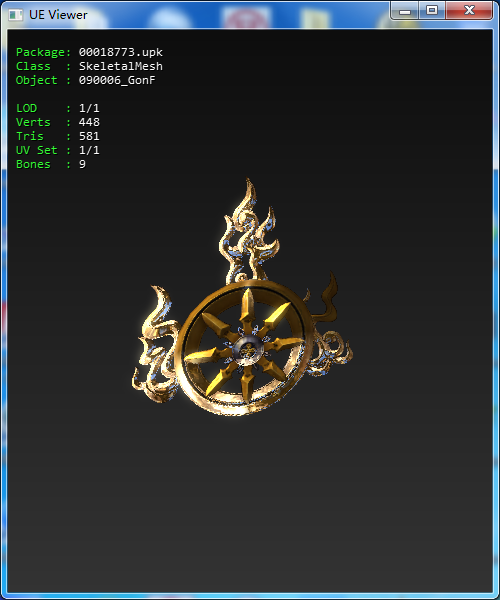 UE Viewer
Package: 00018773.upk
Class : SkeletalMesh
Object : 090006_GonF
LOD : 1/1
Verts : 448
Tris : 581
UV Set : 1/1
Bones : 9